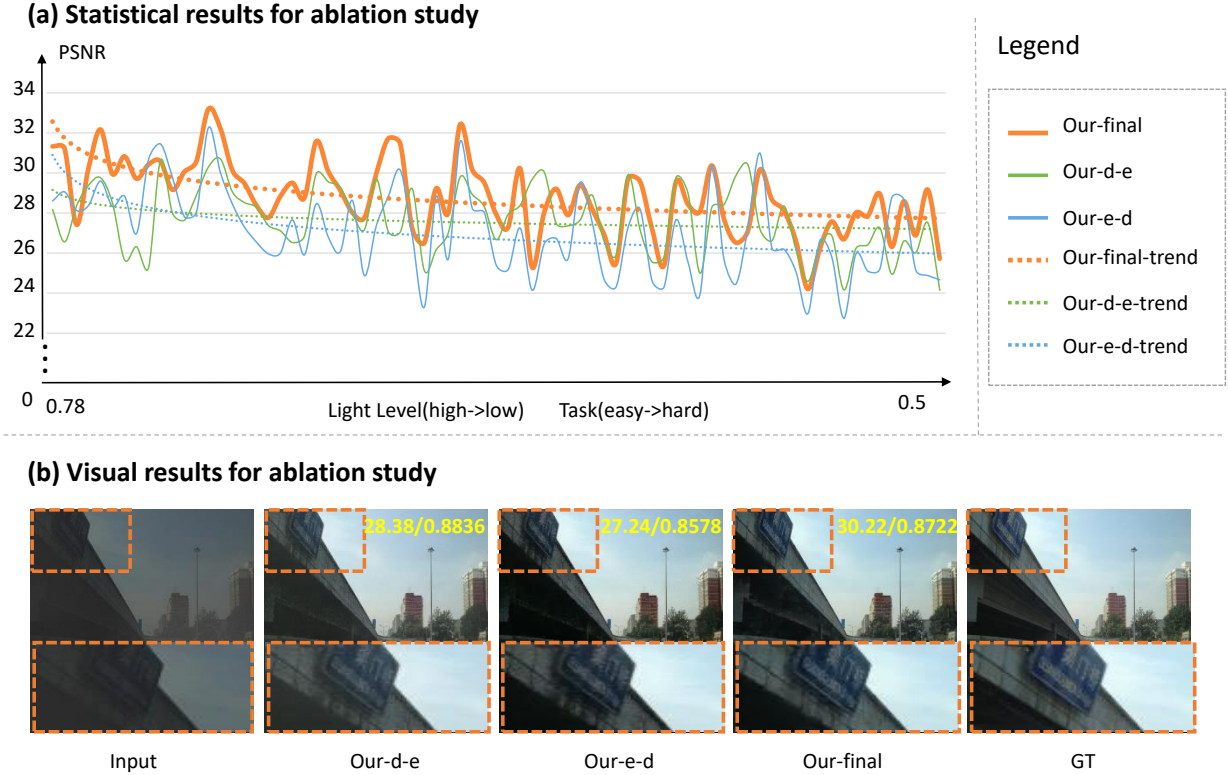 (a) Statistical results for ablation study
PSNR
34
32
30
28
26
24
22
0
0.78
Light Level(high->low) Task(easy->hard)
0.5
Legend
Our-final
Our-d-e
Our-e-d
Our-final-trend
Our-d-e-trend
Our-e-d-trend
(b) Visual results for ablation study
28.38/0.8836
27.24/0.8578
30.22/0.8722
Input
Our-d-e
Our-e-d
Our-final
GT